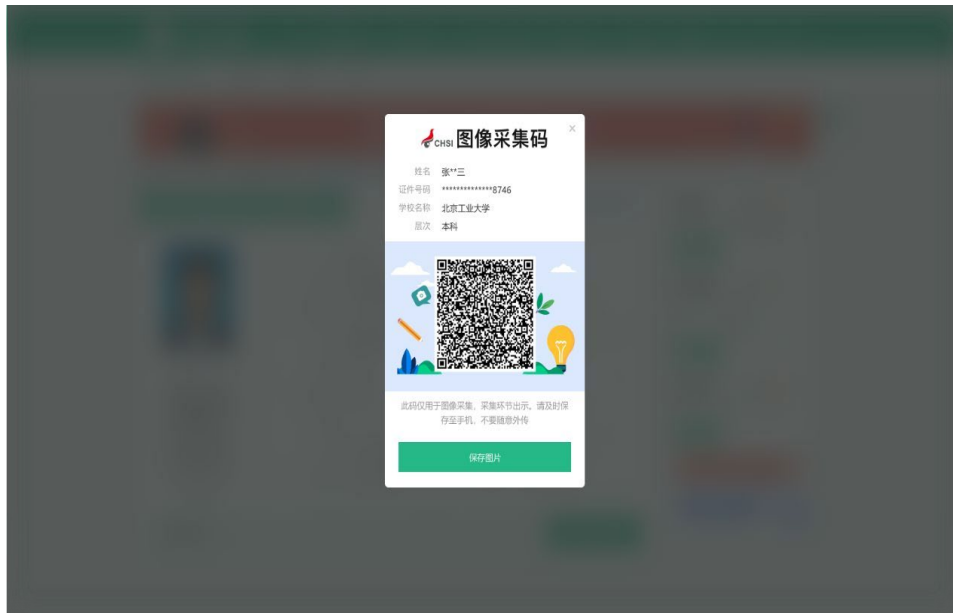 CHSI 图像采集码
×
姓名 张**三
证件号码 **************8746
学校名称 北京工业大学
层次 本科
此码仅用于图像采集、采集环节出示。请及时保
存至手机、不要随意外传
保存图片